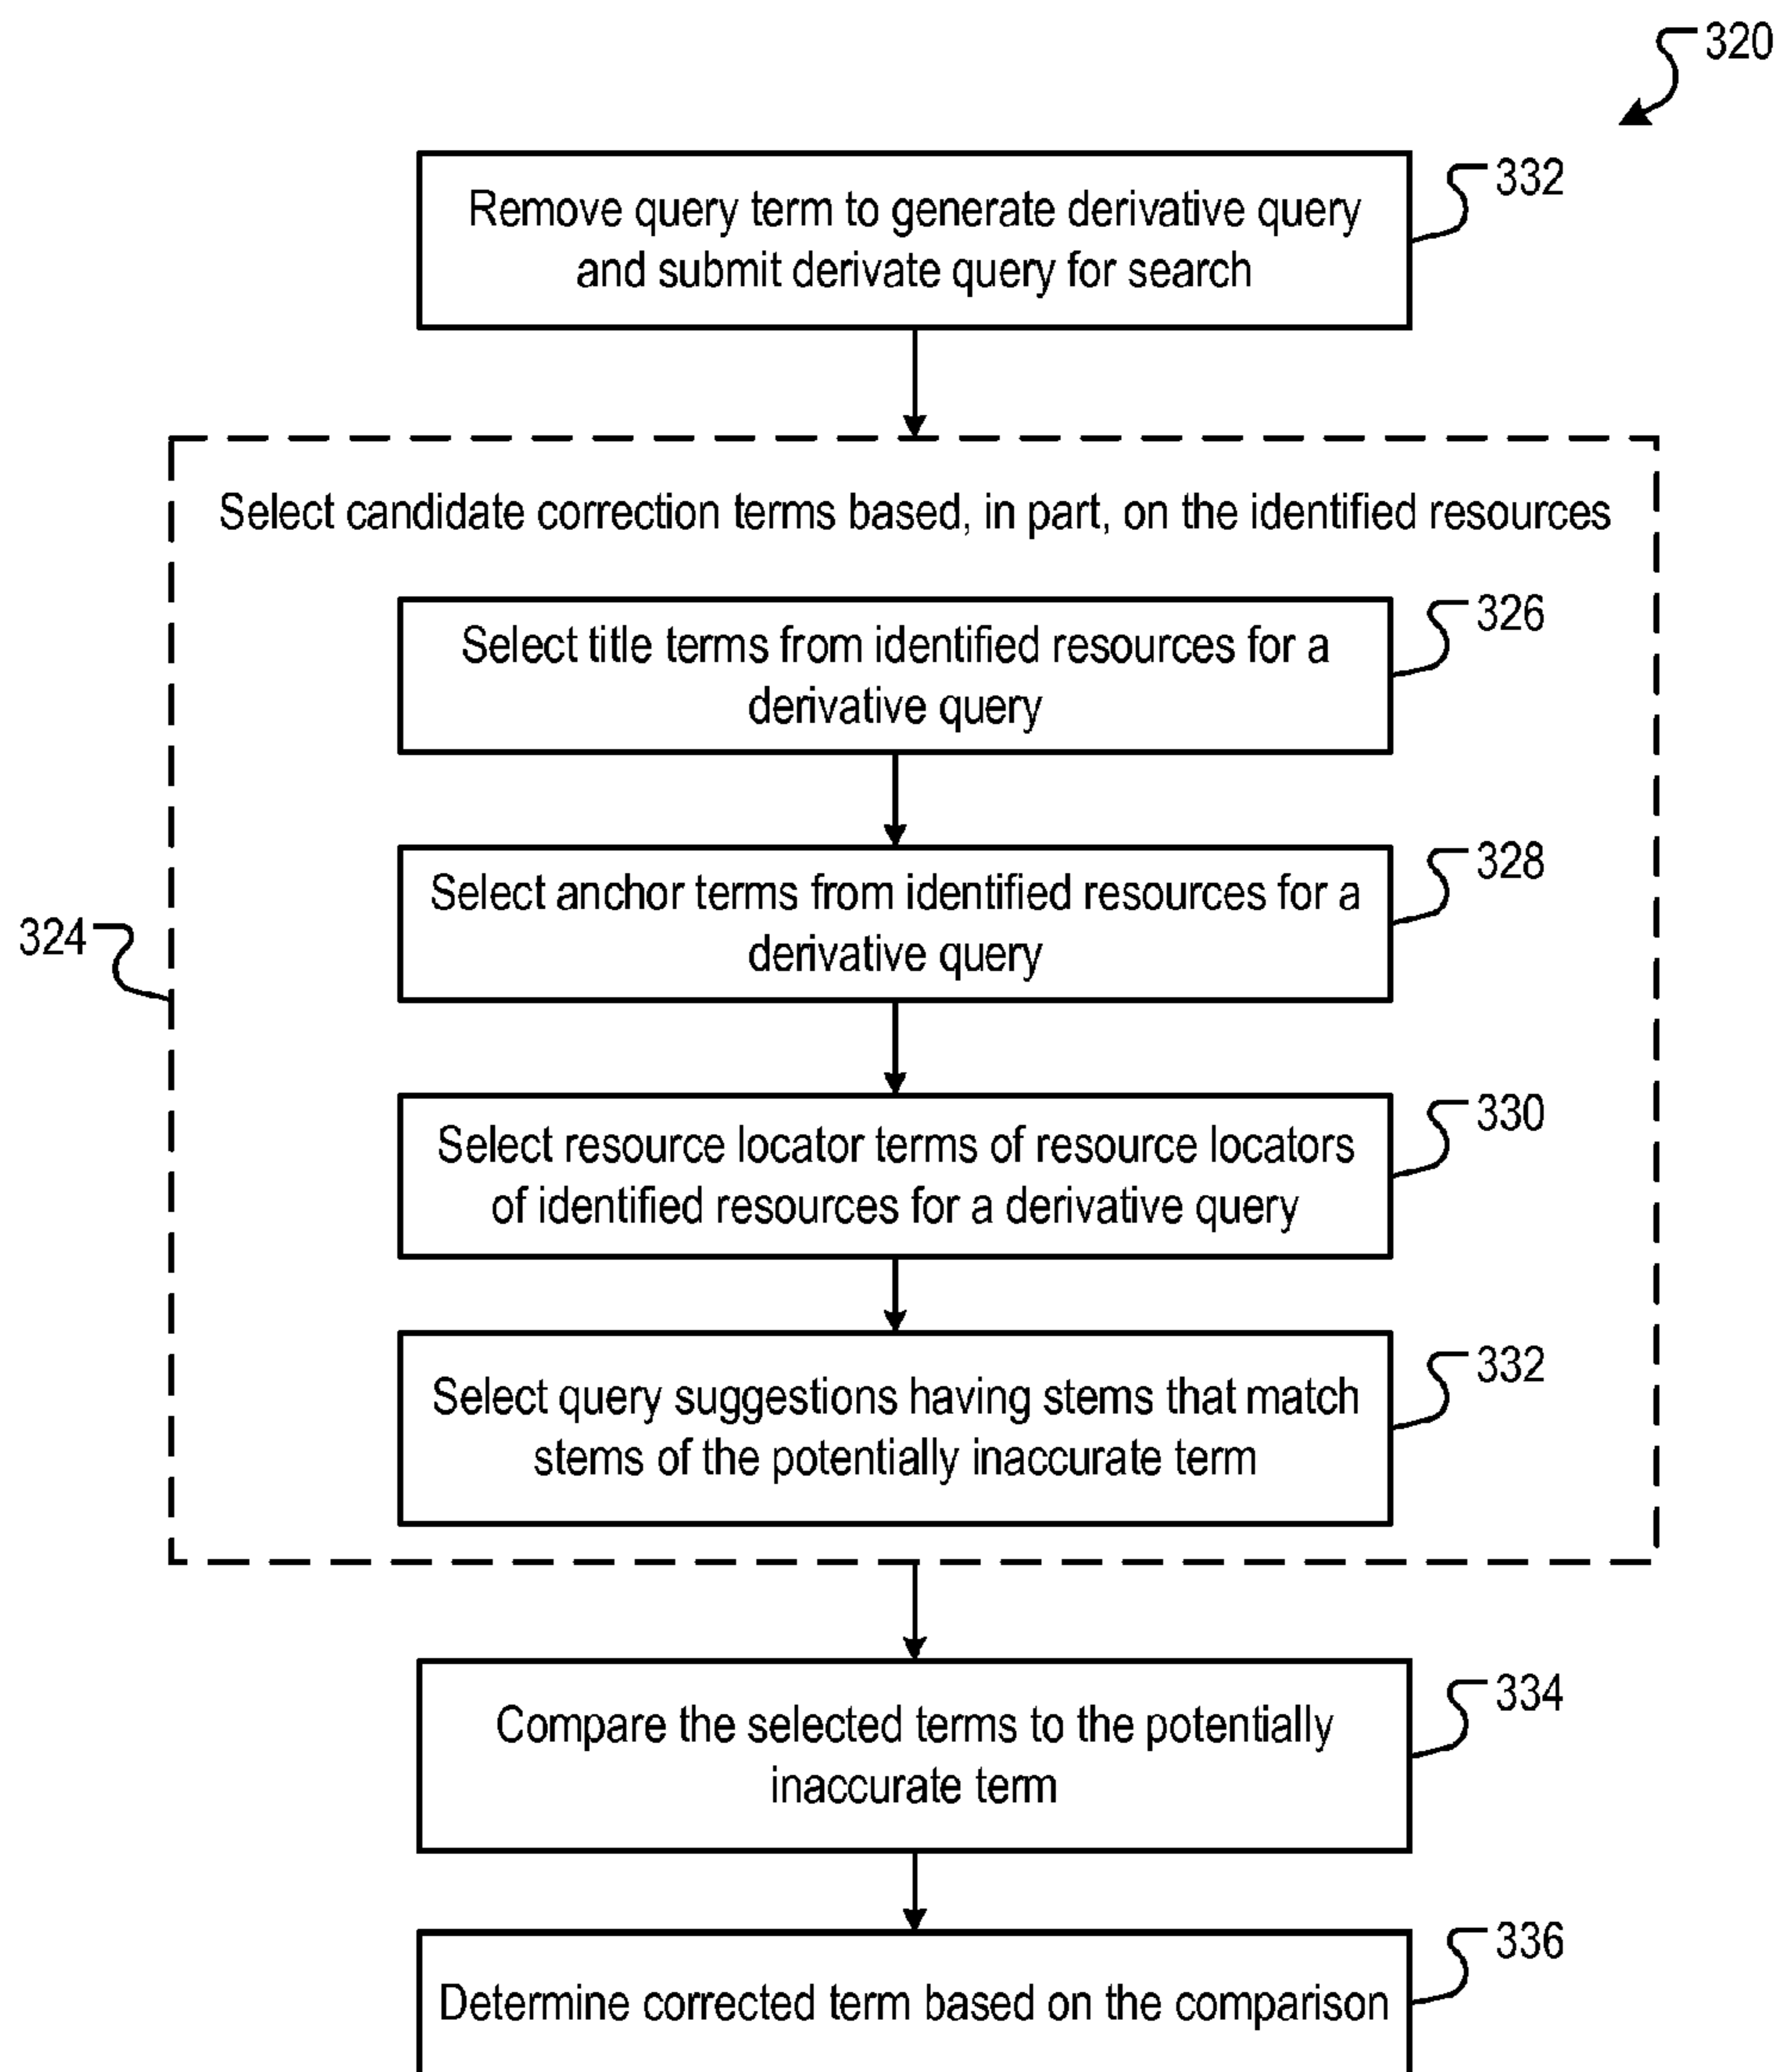 320
332
Remove query term to generate derivative query
and submit derivate query for search
Select candidate correction terms based, in part, on the identified resources
326
Select title terms from identified resources for a
derivative query
328
Select anchor terms from identified resources for a
derivative query
324
330
Select resource locator terms of resource locators
of identified resources for a derivative query
332
Select query suggestions having stems that match
stems of the potentially inaccurate term
334
Compare the selected terms to the potentially
inaccurate term
336
Determine corrected term based on the comparison